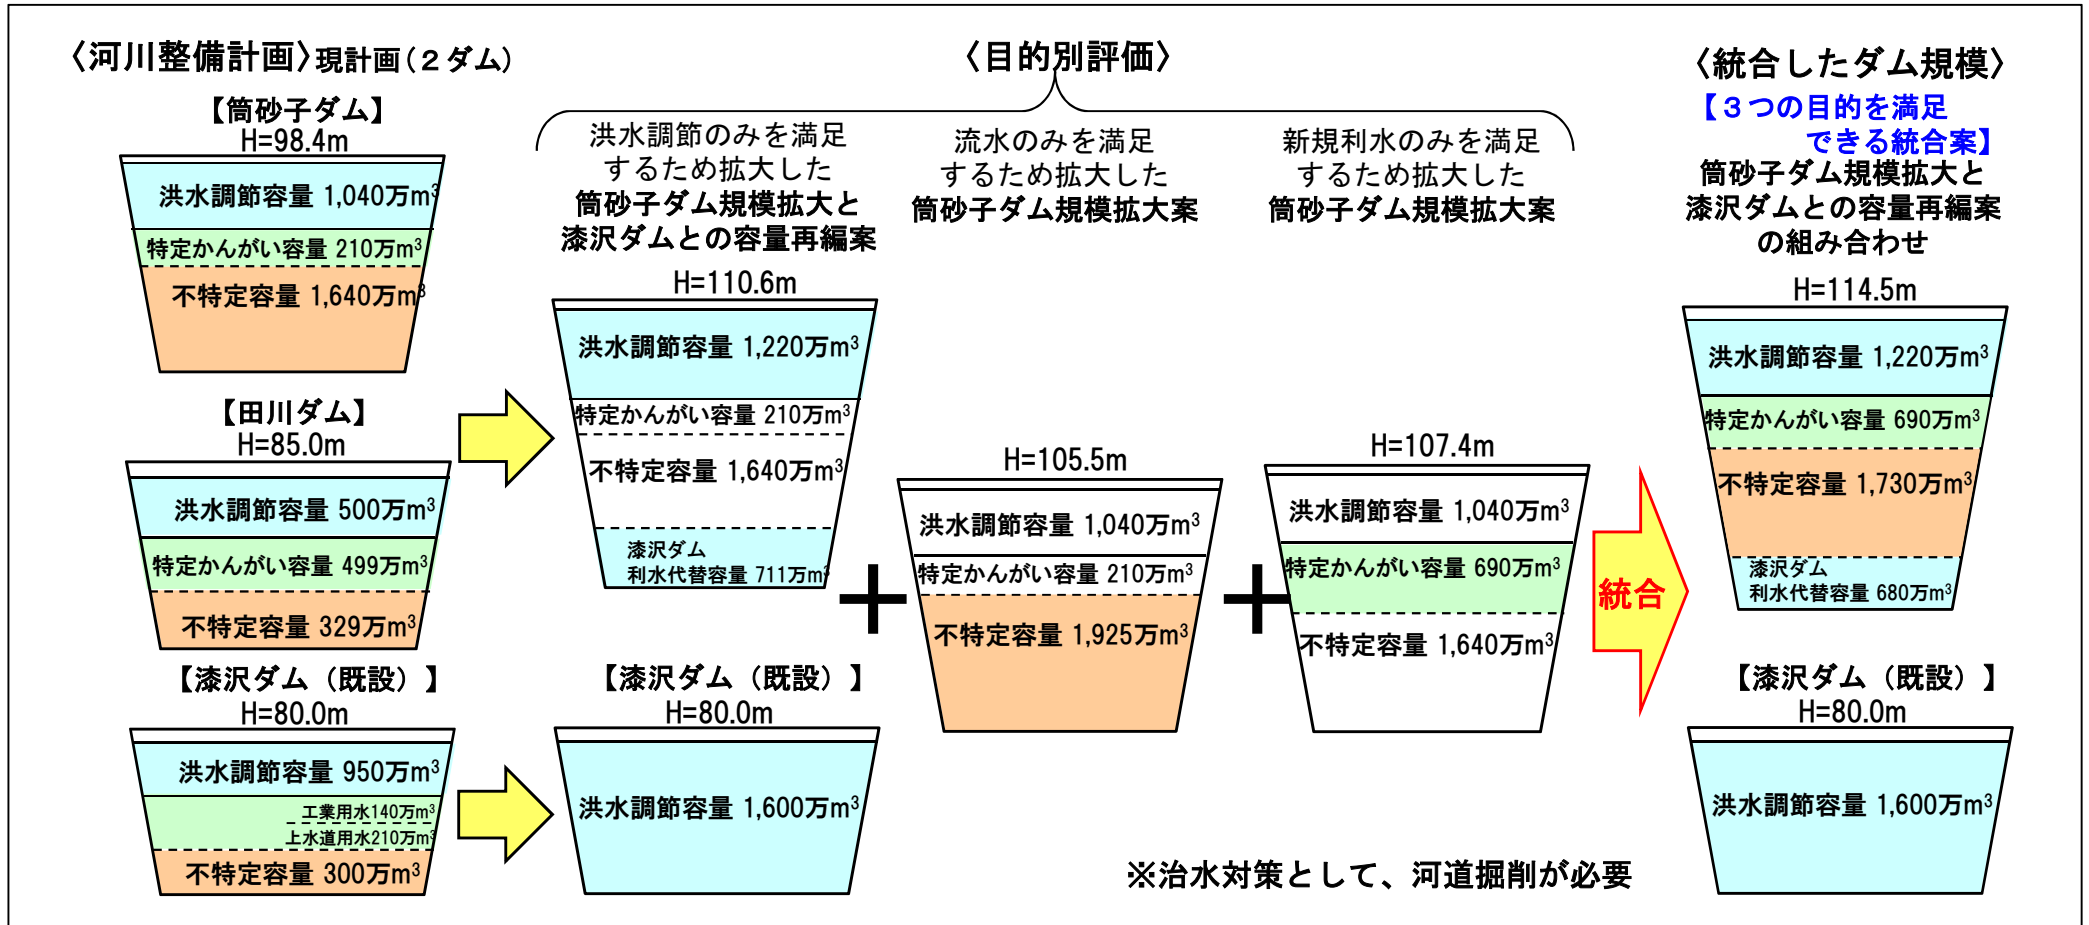 〈河川整備計画〉現計画(２ダム)
【筒砂子ダム】
H=98.4m
洪水調節容量 1,040万m³
特定かんがい容量 210万m³
不特定容量 1,640万m³
【田川ダム】
H=85.0m
洪水調節容量 500万m³
特定かんがい容量 499万m³
不特定容量 329万m³
【漆沢ダム（既設）】
H=80.0m
洪水調節容量 950万m³
工業用水140万m³
上水道用水210万m³
不特定容量 300万m³
〈目的別評価〉
洪水調節のみを満足
するため拡大した
筒砂子ダム規模拡大と
漆沢ダムとの容量再編案
H=110.6m
洪水調節容量 1,220万m³
特定かんがい容量 210万m³
不特定容量 1,640万m³
漆沢ダム
利水代替容量 711万m³
【漆沢ダム（既設）】
H=80.0m
洪水調節容量 1,600万m³
＋
流水のみを満足
するため拡大した
筒砂子ダム規模拡大案
H=105.5m
洪水調節容量 1,040万m³
特定かんがい容量 210万m³
不特定容量 1,925万m³
＋
新規利水のみを満足
するため拡大した
筒砂子ダム規模拡大案
H=107.4m
洪水調節容量 1,040万m³
特定かんがい容量 690万m³
不特定容量 1,640万m³
統合
〈統合したダム規模〉
【３つの目的を満足
できる統合案】
筒砂子ダム規模拡大と
漆沢ダムとの容量再編案
の組み合わせ
H=114.5m
洪水調節容量 1,220万m³
特定かんがい容量 690万m³
不特定容量 1,730万m³
漆沢ダム
利水代替容量 680万m³
【漆沢ダム（既設）】
H=80.0m
洪水調節容量 1,600万m³
※治水対策として、河道掘削が必要